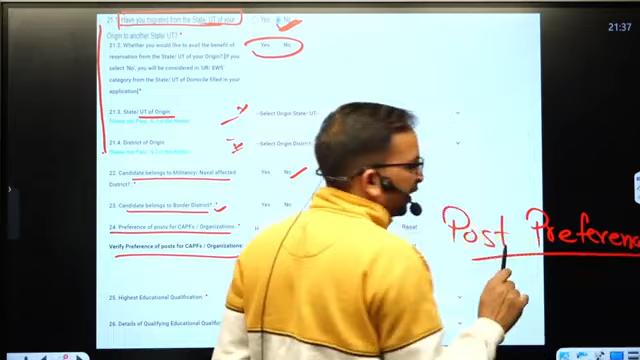 21:37
21.1. Have you migrated from the State/ UT of your
Yes No
Origin to another State/ UT? *
21.2. Whether you would like to avail the benefit of
Yes No
reservation from the State/ UT of your Origin? [If
you select 'No', you will be considered in 'UR/ EWS'
category from the State/ UT of Domicile filled in your
application]
21.3. State/ UT of Origin
--Select Origin State/ UT--
21.4. District of Origin
--Select Origin District
22. Candidate belongs to Militancy/ Naxal affected
Yes No
District? *
23. Candidate belongs to Border District? *
Yes No
24. Preference of posts for CAPFs / Organizations
Reset
Verify Preference of posts for CAPFs / Organizations
Post Preferenc
25. Highest Educational Qualification *
26. Details of Qualifying Educational